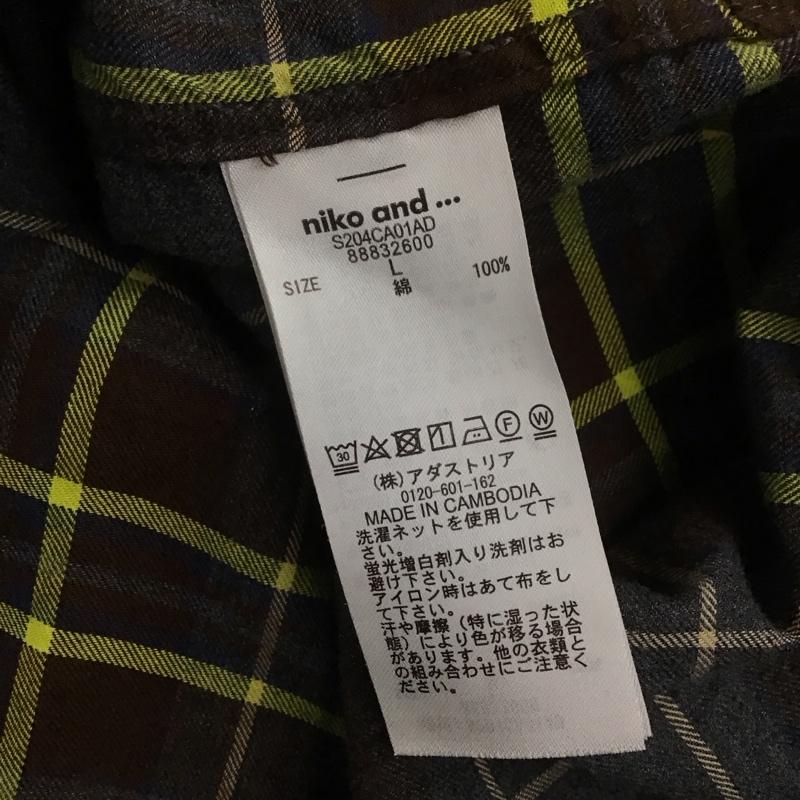 niko and ...
S204CA01AD
88832600
L
SIZE 綿 100%
30 F W
(株)アダストリア
0120-601-162
MADE IN CAMBODIA
洗濯ネットを使用して下
さい。
蛍光増白剤入り洗剤はお
避け下さい。
アイロン時はあて布をし
て下さい。
汗や摩擦（特に湿った状
態）により色が移る場合
があります。他の衣類と
の組み合わせにご注意く
ださい。